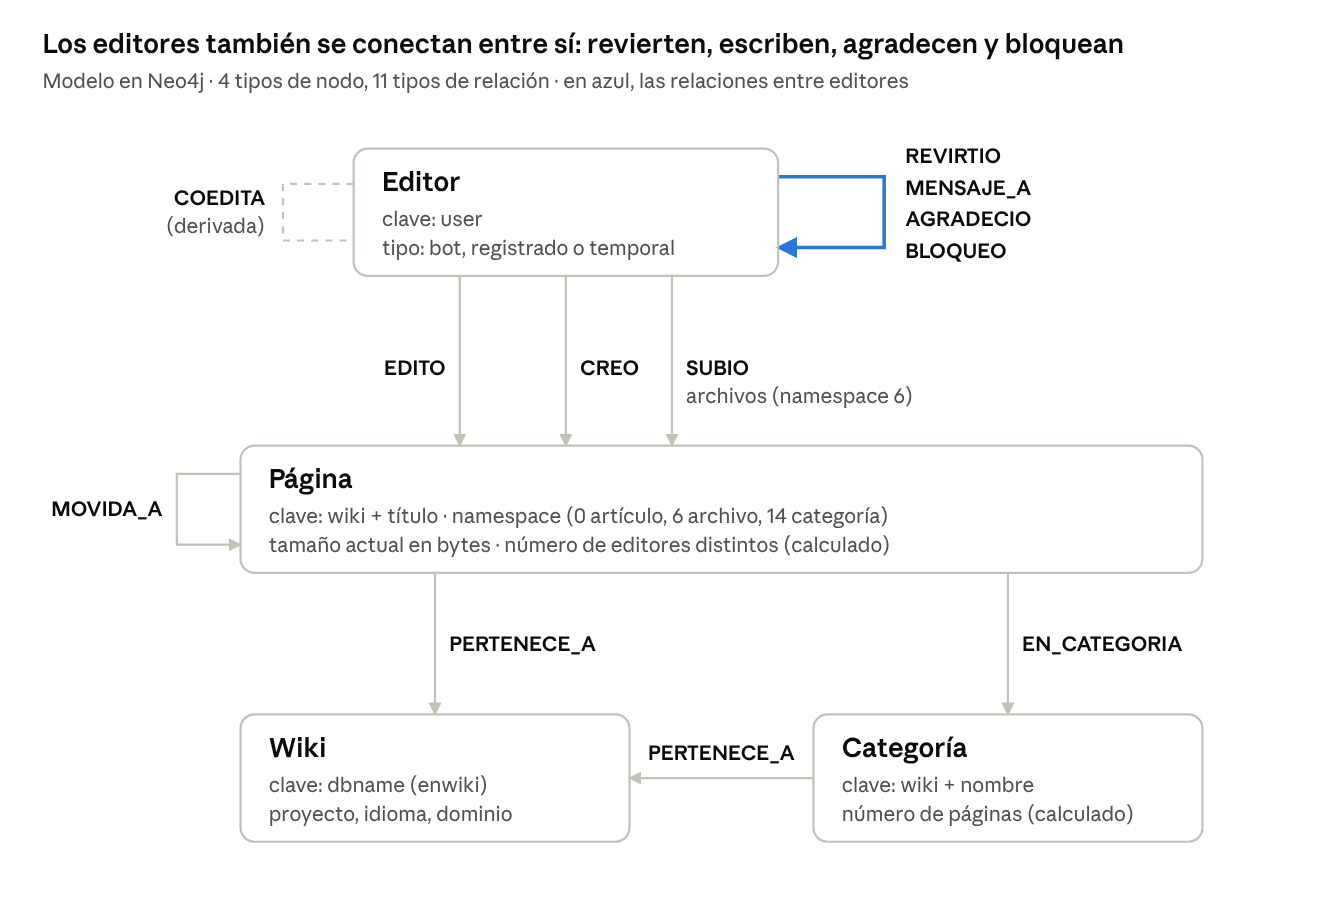 Los editores también se conectan entre sí: revierten, escriben, agradecen y bloquean
Modelo en Neo4j · 4 tipos de nodo, 11 tipos de relación · en azul, las relaciones entre editores
COEDITA
(derivada)
Editor
clave: user
tipo: bot, registrado o temporal
REVIRTIO
MENSAJE_A
AGRADECIO
BLOQUEO
EDITO
CREO
SUBIO
archivos (namespace 6)
MOVIDA_A
Página
clave: wiki + título · namespace (0 artículo, 6 archivo, 14 categoría)
tamaño actual en bytes · número de editores distintos (calculado)
PERTENECE_A
EN_CATEGORIA
Wiki
clave: dbname (enwiki)
proyecto, idioma, dominio
PERTENECE_A
Categoría
clave: wiki + nombre
número de páginas (calculado)